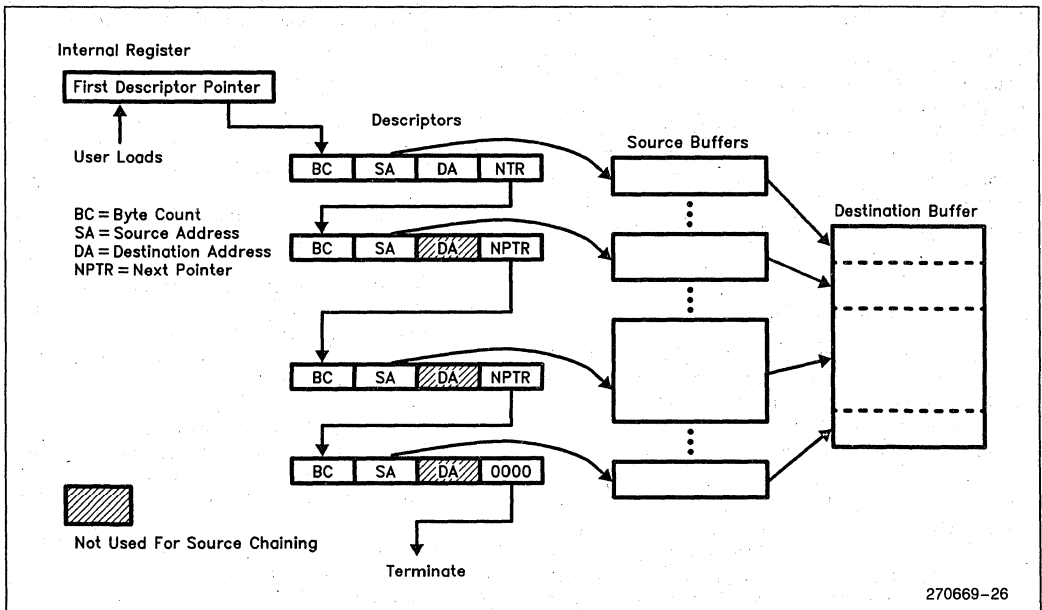 Internal Register
First Descriptor Pointer
User Loads
Descriptors
Source Buffers
Destination Buffer
BC SA DA NTR
BC = Byte Count
SA = Source Address
DA = Destination Address
NPTR = Next Pointer
BC SA DA NPTR
BC SA DA NPTR
BC SA DA 0000
Not Used For Source Chaining
Terminate
270669-26